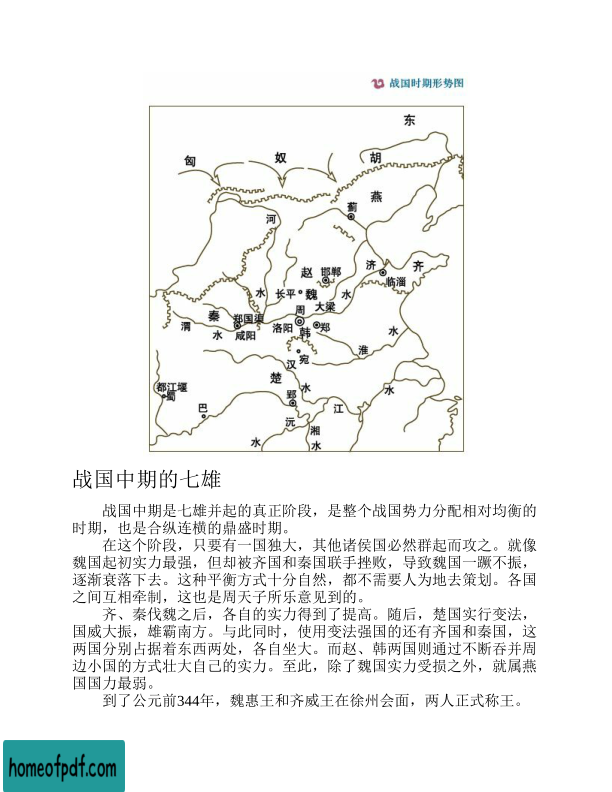 战国时期形势图
东
匈 奴 胡
燕
蓟
河
赵 邯郸 济 齐
临淄
水 长平 魏 水
周 大梁
秦 郑国渠
渭 洛阳 韩 郑 水
水 咸阳
淮
宛
汉
楚
都江堰 水 水
蜀 郢
巴 江
沅 湘
水 水
战国中期的七雄
战国中期是七雄并起的真正阶段，是整个战国势力分配相对均衡的
时期，也是合纵连横的鼎盛时期。
在这个阶段，只要有一国独大，其他诸侯国必然群起而攻之。就像
魏国起初实力最强，但却被齐国和秦国联手挫败，导致魏国一蹶不振，
逐渐衰落下去。这种平衡方式十分自然，都不需要人为地去策划。各国
之间互相牵制，这也是周天子所乐意见到的。
齐、秦伐魏之后，各自的实力得到了提高。随后，楚国实行变法，
国威大振，雄霸南方。与此同时，使用变法强国的还有齐国和秦国，这
两国分别占据着东西两处，各自坐大。而赵、韩两国则通过不断吞并周
边小国的方式壮大自己的实力。至此，除了魏国实力受损之外，就属燕
国国力最弱。
到了公元前344年，魏惠王和齐威王在徐州会面，两人正式称王。
homeofpdf.com